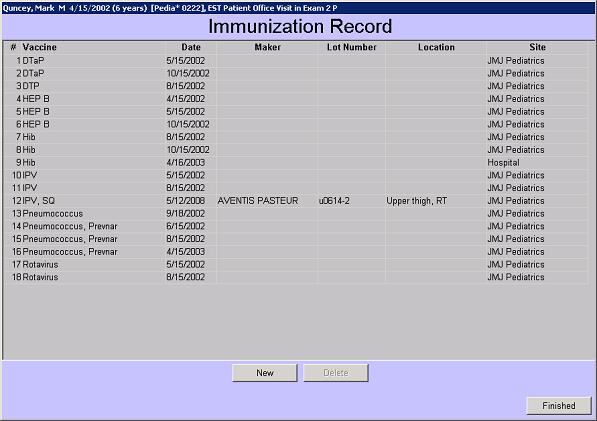 Quncey, Mark M 4/15/2002 (6 years) [Pedia* 0222], EST Patient Office Visit in Exam 2 P
Immunization Record
# Vaccine Date Maker Lot Number Location Site
1 DTaP 5/15/2002 JMJ Pediatrics
2 DTaP 10/15/2002 JMJ Pediatrics
3 DTP 8/15/2002 JMJ Pediatrics
4 HEP B 4/15/2002 JMJ Pediatrics
5 HEP B 5/15/2002 JMJ Pediatrics
6 HEP B 10/15/2002 JMJ Pediatrics
7 Hib 8/15/2002 JMJ Pediatrics
8 Hib 10/15/2002 JMJ Pediatrics
9 Hib 4/16/2003 Hospital
10 IPV 5/15/2002 JMJ Pediatrics
11 IPV 8/15/2002 JMJ Pediatrics
12 IPV, SQ 5/12/2008 AVENTIS PASTEUR u0614-2 Upper thigh, RT JMJ Pediatrics
13 Pneumococcus 9/18/2002 JMJ Pediatrics
14 Pneumococcus, Prevnar 6/15/2002 JMJ Pediatrics
15 Pneumococcus, Prevnar 8/15/2002 JMJ Pediatrics
16 Pneumococcus, Prevnar 4/15/2003 JMJ Pediatrics
17 Rotavirus 5/15/2002 JMJ Pediatrics
18 Rotavirus 8/15/2002 JMJ Pediatrics
New Delete
Finished